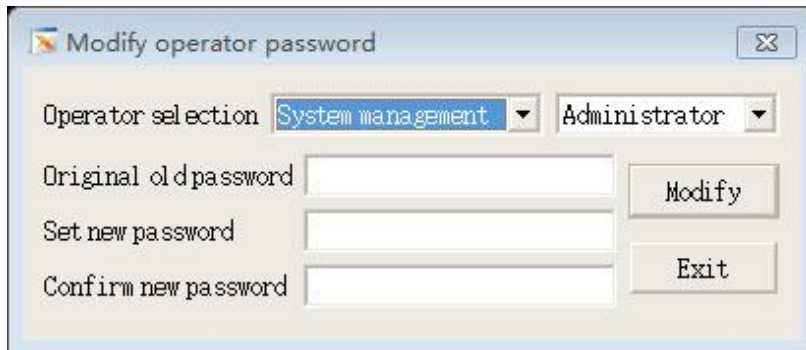 Modify operator password
Operator selection System management Administrator
Original old password
Modify
Set new password
Exit
Confirm new password